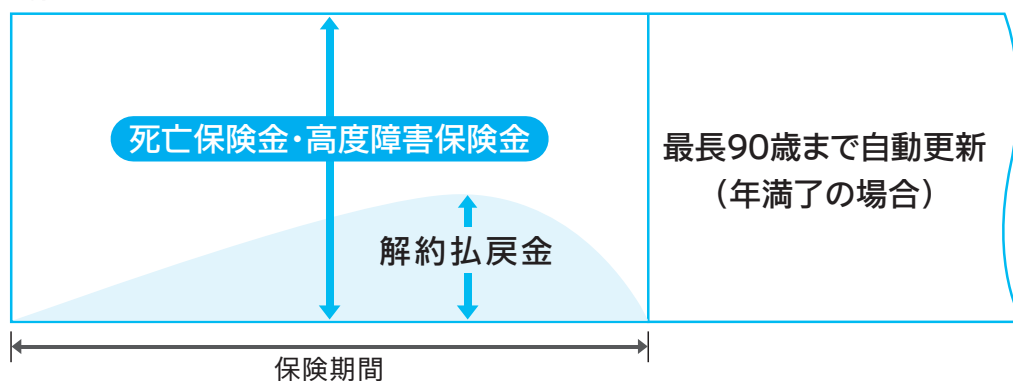 死亡保険金・高度障害保険金
最長90歳まで自動更新
（年満了の場合）
解約払戻金
保険期間